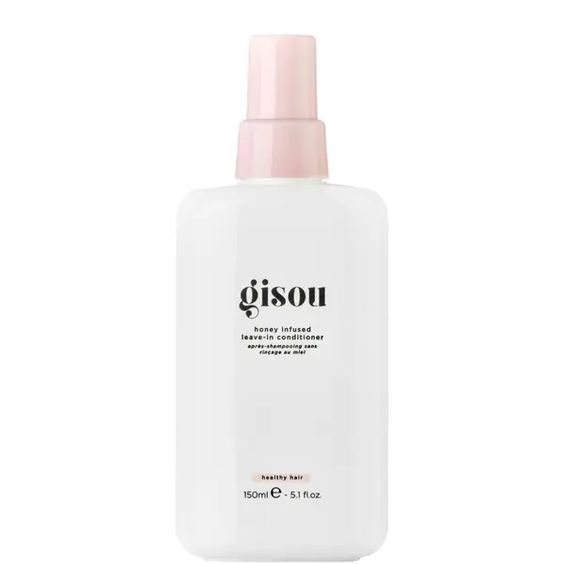 gisou
honey infused
leave-in conditioner
après-shampooing sans
rinçage au miel
healthy hair
150ml e - 5.1 fl.oz.